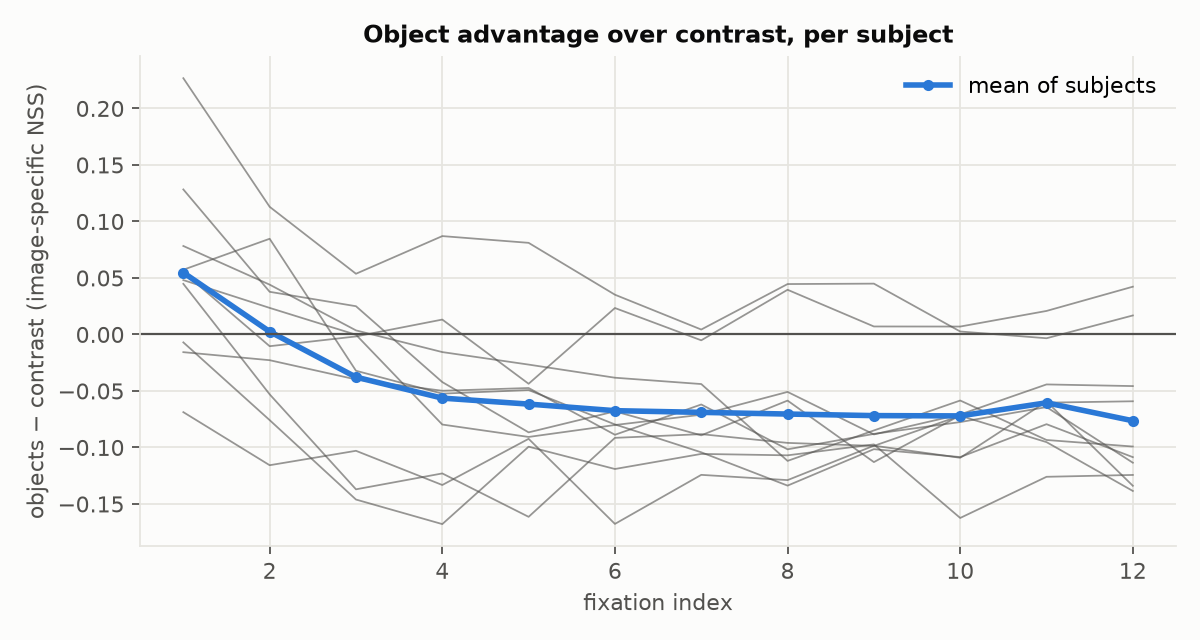 Object advantage over contrast, per subject
mean of subjects
objects − contrast (image-specific NSS)
0.20
0.15
0.10
0.05
0.00
−0.05
−0.10
−0.15
2 4 6 8 10 12
fixation index